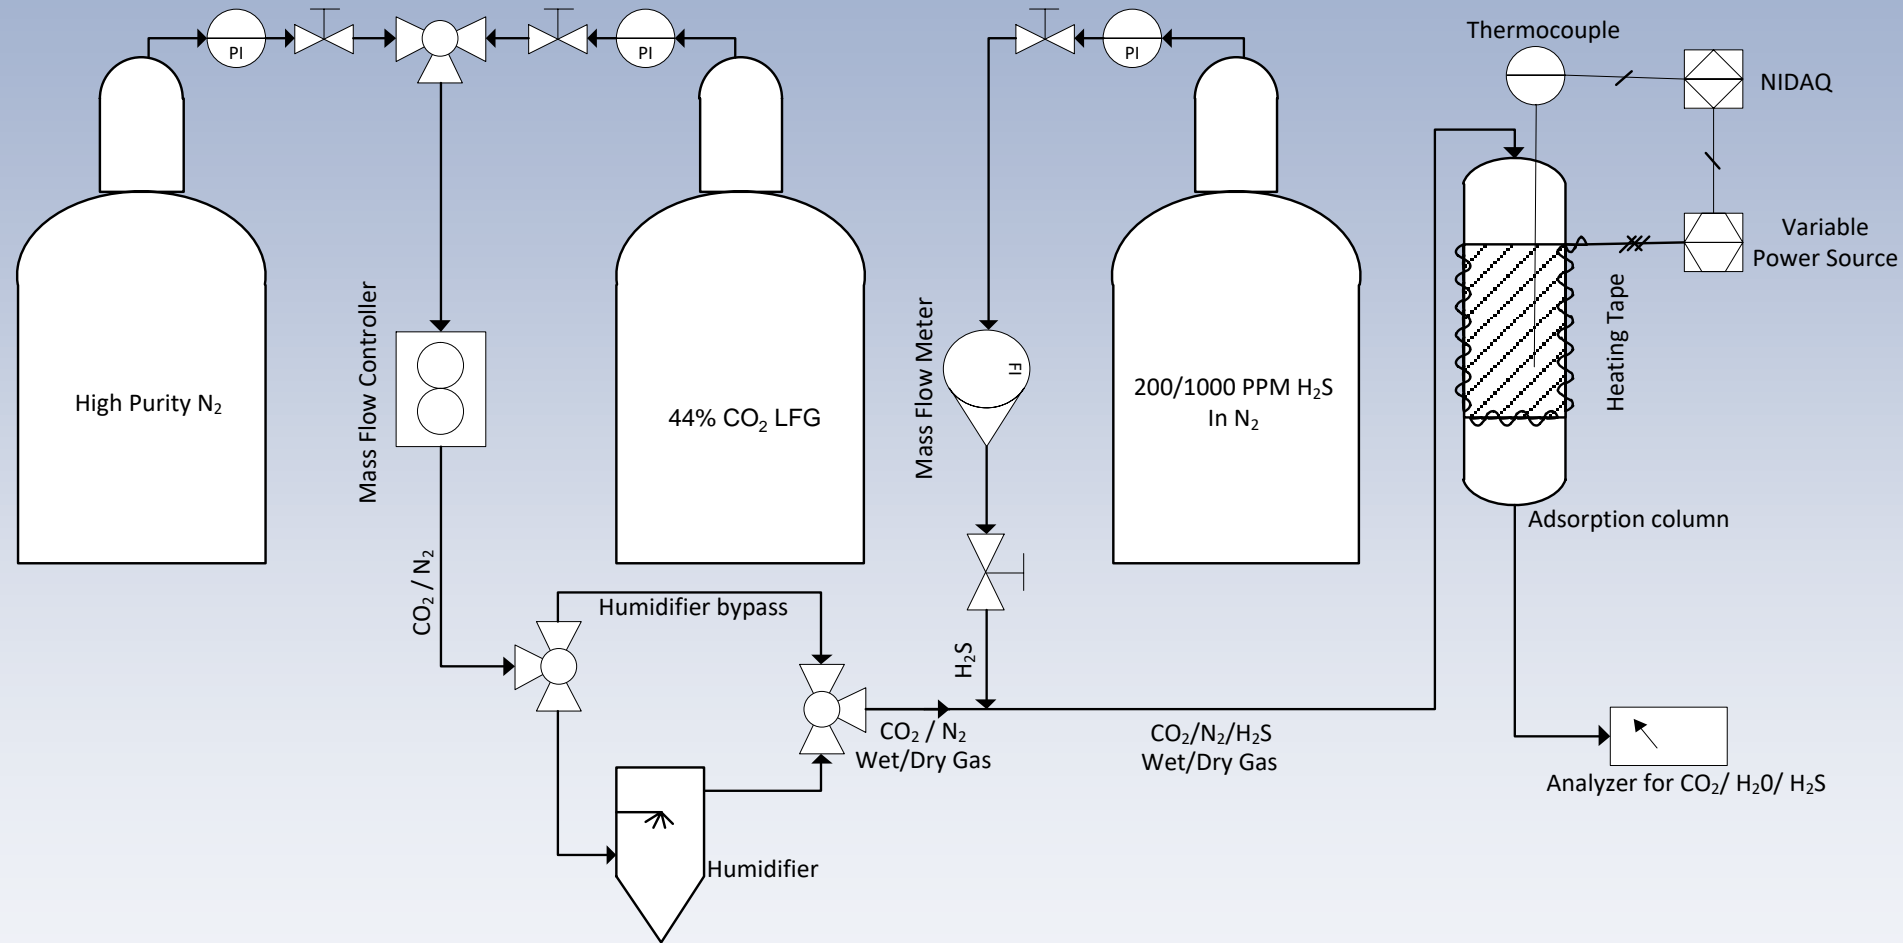 PI
PI
PI
Thermocouple
NIDAQ
Variable
Power Source
Heating Tape
Mass Flow Controller
Mass Flow Meter
FI
High Purity N₂
44% CO₂ LFG
200/1000 PPM H₂S
In N₂
Adsorption column
CO₂ / N₂
Humidifier bypass
H₂S
CO₂ / N₂
Wet/Dry Gas
CO₂/N₂/H₂S
Wet/Dry Gas
Analyzer for CO₂/ H₂0/ H₂S
Humidifier